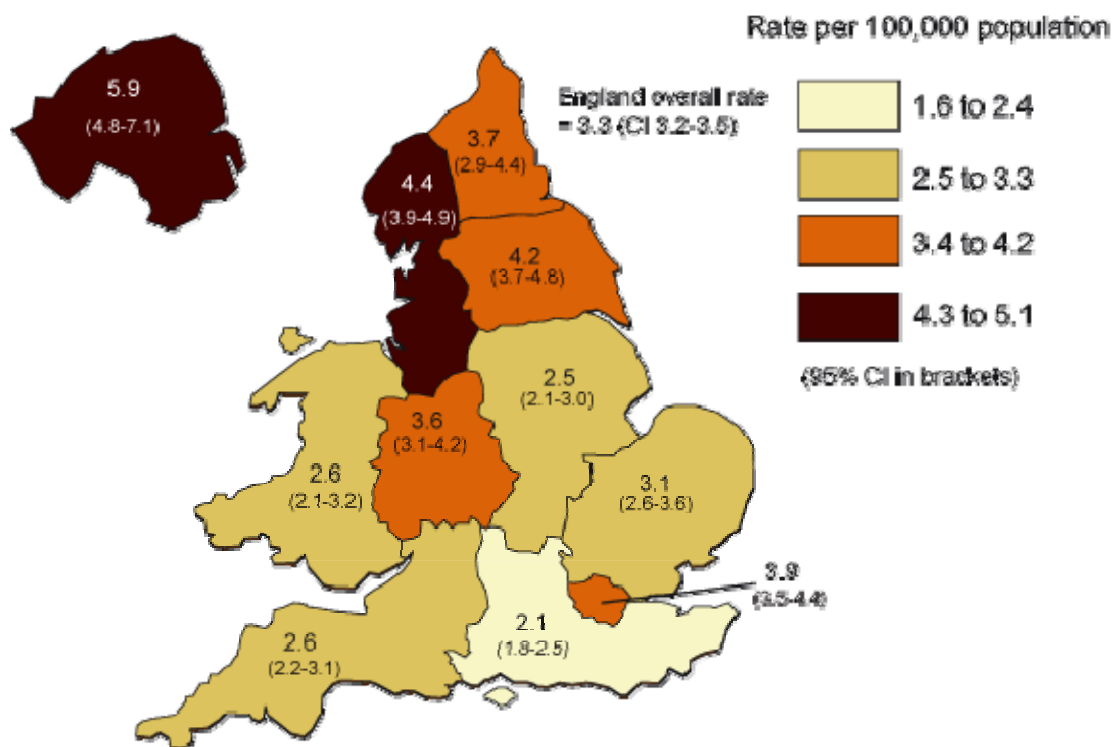 Rate per 100,000 population
England overall rate
= 3.3 (CI 3.2-3.5)
1.6 to 2.4
2.5 to 3.3
3.4 to 4.2
4.3 to 5.1
(95% CI in brackets)
5.9
(4.8-7.1)
3.7
(2.9-4.4)
4.4
(3.9-4.9)
4.2
(3.7-4.8)
2.5
(2.1-3.0)
3.6
(3.1-4.2)
2.6
(2.1-3.2)
3.1
(2.6-3.6)
3.9
(3.5-4.4)
2.1
(1.8-2.5)
2.6
(2.2-3.1)